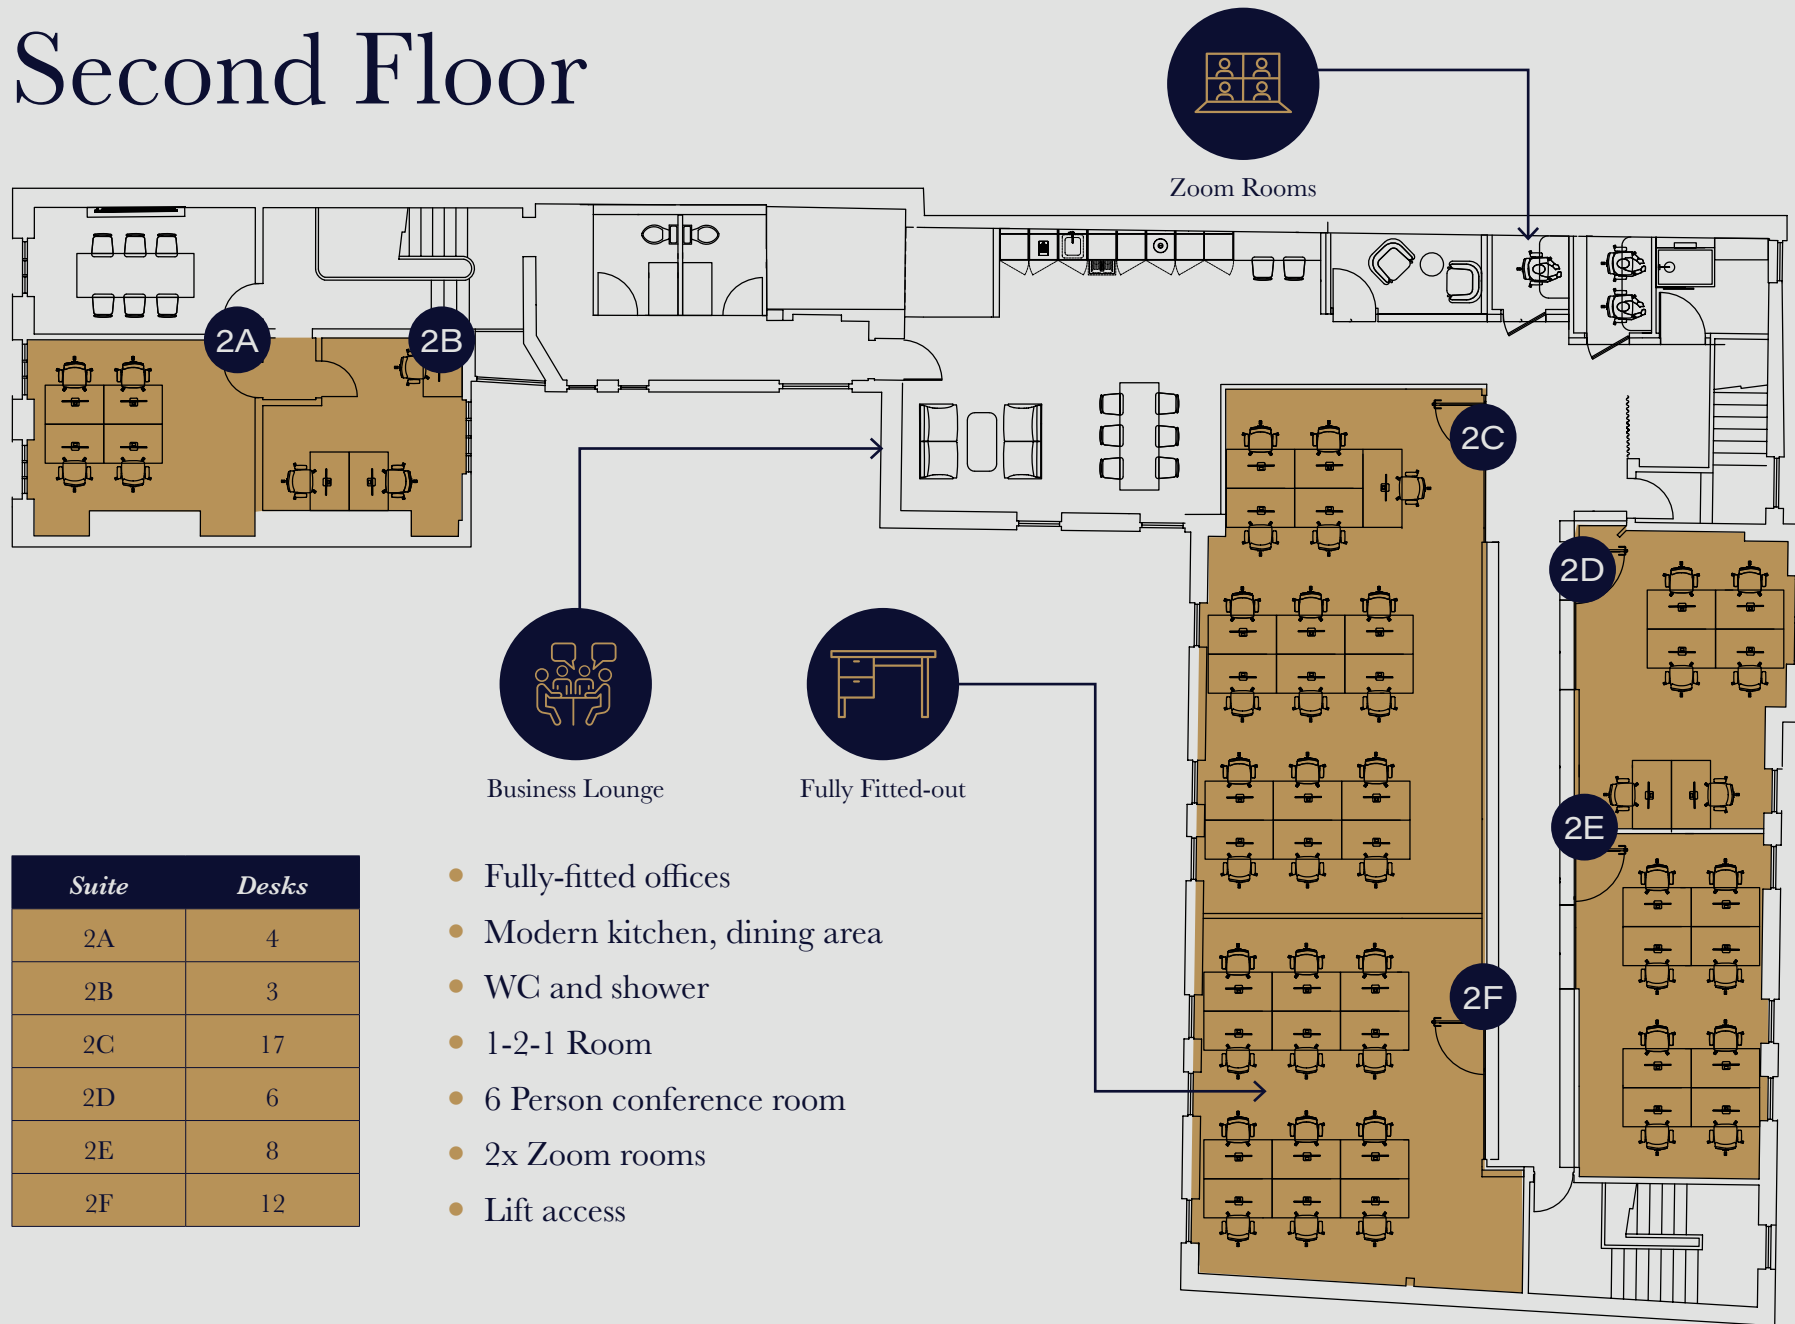 Second Floor
Zoom Rooms
2A
2B
2C
2D
Business Lounge
Fully Fitted-out
2E
2F
Suite Desks
2A 4
2B 3
2C 17
2D 6
2E 8
2F 12
Fully-fitted offices
Modern kitchen, dining area
WC and shower
1-2-1 Room
6 Person conference room
2x Zoom rooms
Lift access